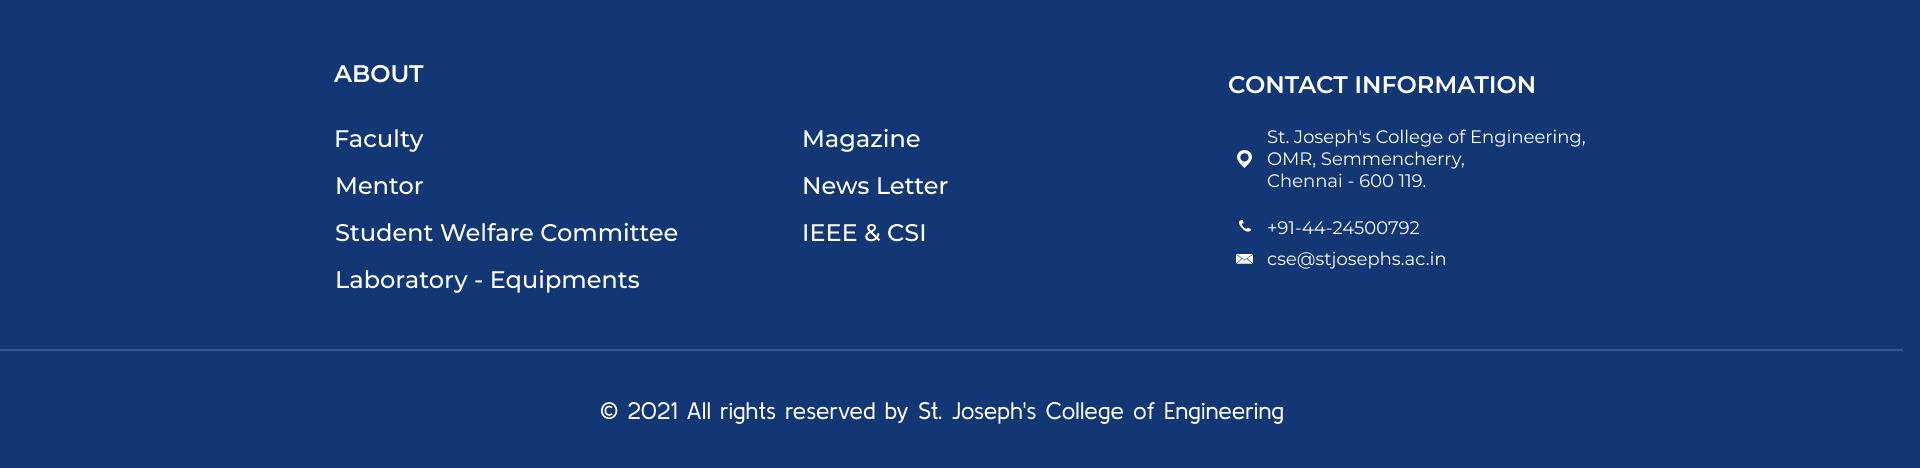 ABOUT
Faculty
Mentor
Student Welfare Committee
Laboratory - Equipments
Magazine
News Letter
IEEE & CSI
CONTACT INFORMATION
St. Joseph's College of Engineering,
OMR, Semmencherry,
Chennai - 600 119.
+91-44-24500792
cse@stjosephs.ac.in
© 2021 All rights reserved by St. Joseph's College of Engineering